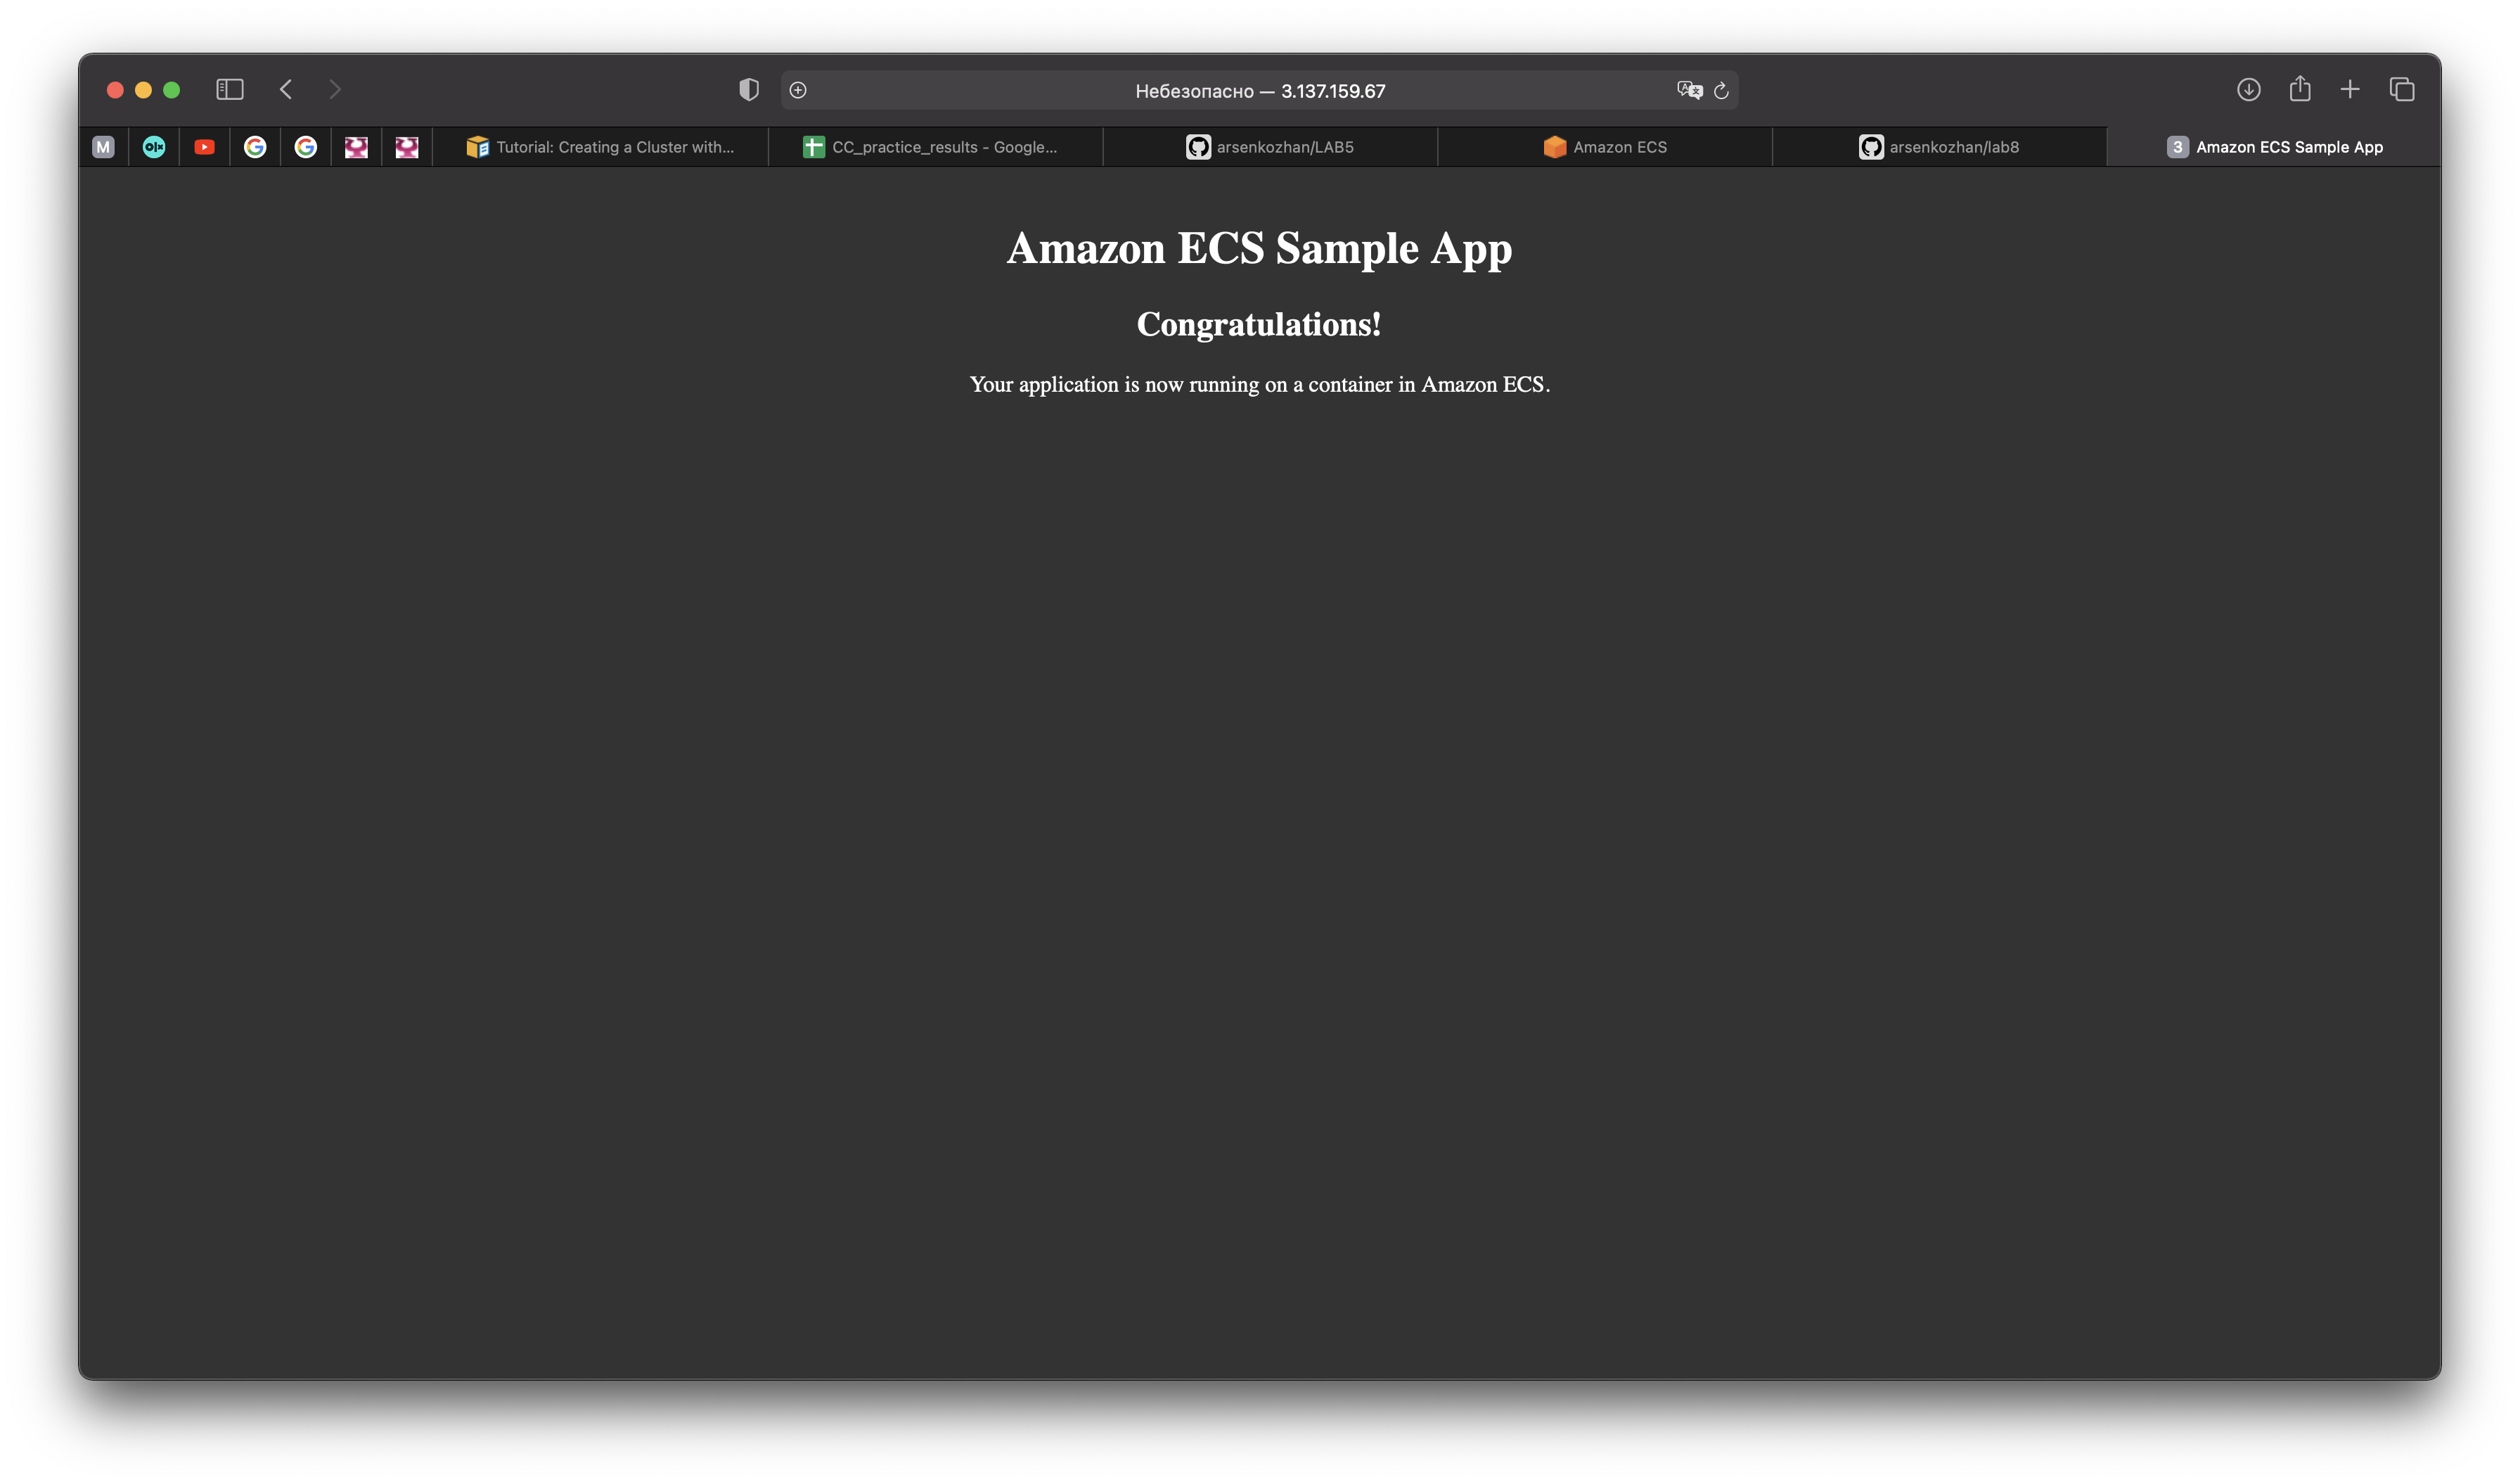 Небезопасно — 3.137.159.67
M
olx
G
G
Tutorial: Creating a Cluster with...
CC_practice_results - Google...
arsenkozhan/LAB5
Amazon ECS
arsenkozhan/lab8
3 Amazon ECS Sample App
Amazon ECS Sample App
Congratulations!
Your application is now running on a container in Amazon ECS.